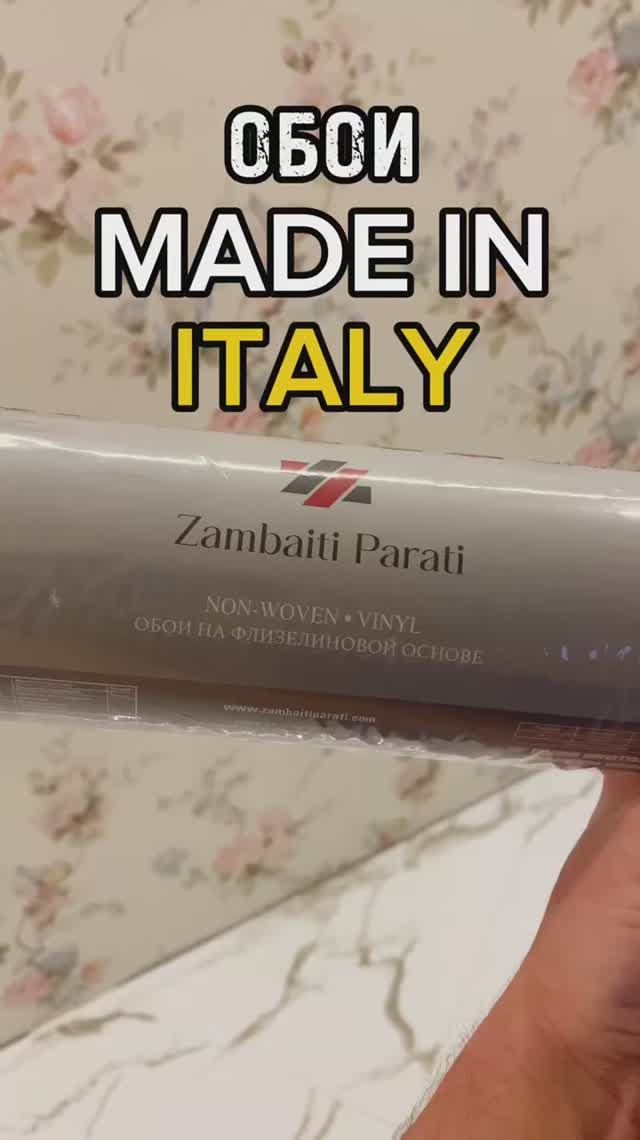 ОБОИ
MADE IN
ITALY
Zambaiti Parati
NON-WOVEN • VINYL
ОБОИ НА ФЛИЗЕЛИНОВОЙ ОСНОВЕ
www.zambaitiparati.com